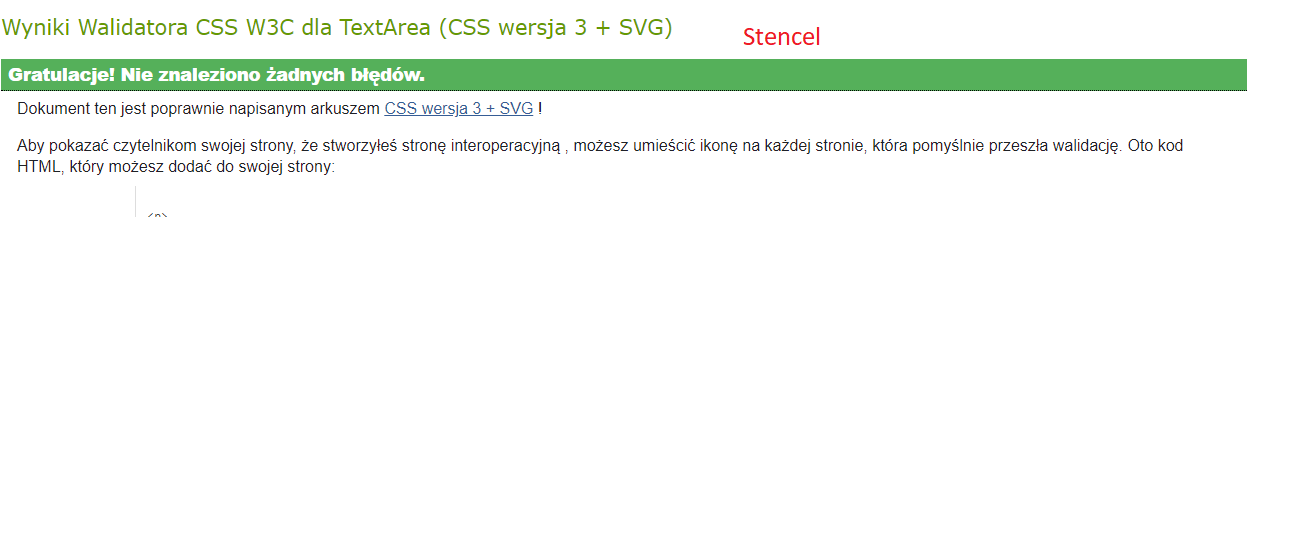 Wyniki Walidatora CSS W3C dla TextArea (CSS wersja 3 + SVG)
Stencel
Gratulacje! Nie znaleziono żadnych błędów.
Dokument ten jest poprawnie napisanym arkuszem CSS wersja 3 + SVG !
Aby pokazać czytelnikom swojej strony, że stworzyłeś stronę interoperacyjną , możesz umieścić ikonę na każdej stronie, która pomyślnie przeszła walidację. Oto kod
HTML, który możesz dodać do swojej strony: